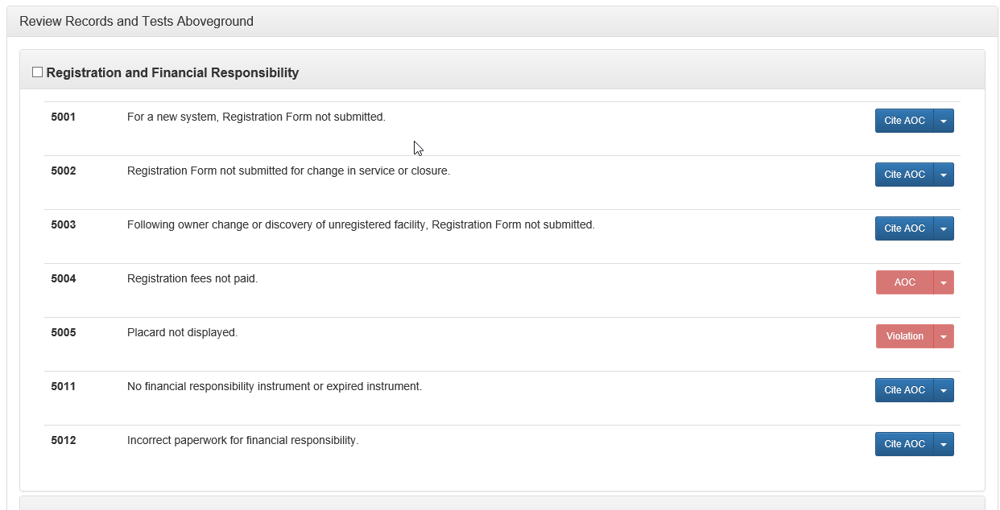 Review Records and Tests Aboveground
Registration and Financial Responsibility
5001 For a new system, Registration Form not submitted. Cite AOC
5002 Registration Form not submitted for change in service or closure. Cite AOC
5003 Following owner change or discovery of unregistered facility, Registration Form not submitted. Cite AOC
5004 Registration fees not paid. AOC
5005 Placard not displayed. Violation
5011 No financial responsibility instrument or expired instrument. Cite AOC
5012 Incorrect paperwork for financial responsibility. Cite AOC